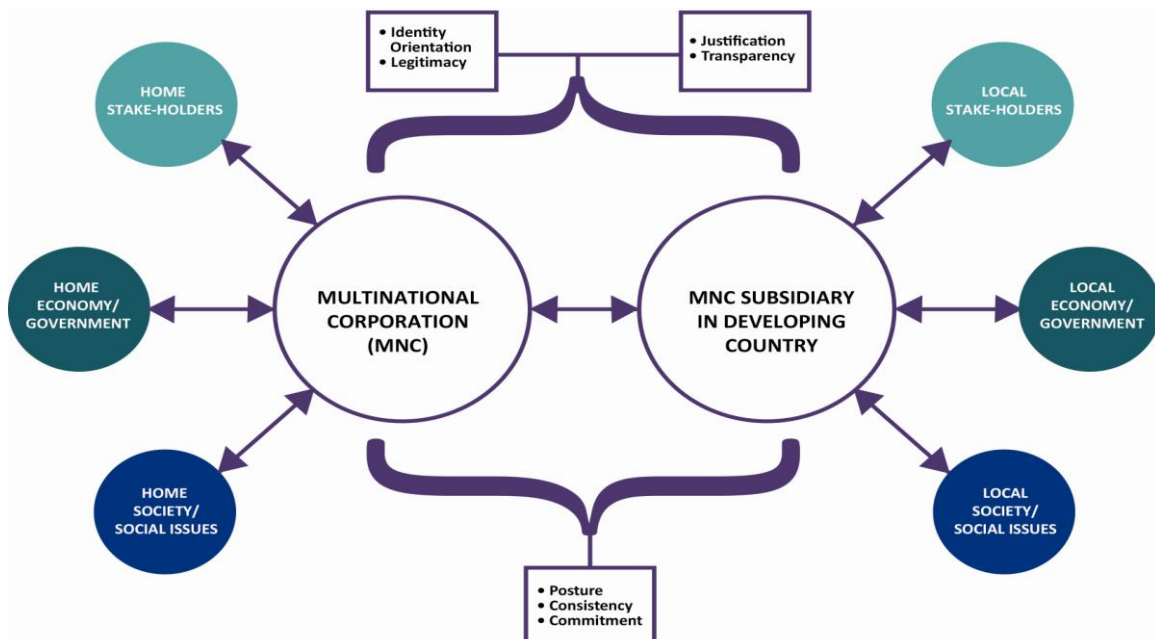 • Identity
Orientation
• Legitimacy
• Justification
• Transparency
HOME
STAKE-HOLDERS
LOCAL
STAKE-HOLDERS
HOME
ECONOMY/
GOVERNMENT
MULTINATIONAL
CORPORATION
(MNC)
MNC SUBSIDIARY
IN DEVELOPING
COUNTRY
LOCAL
ECONOMY/
GOVERNMENT
HOME
SOCIETY/
SOCIAL ISSUES
LOCAL
SOCIETY/
SOCIAL ISSUES
• Posture
• Consistency
• Commitment